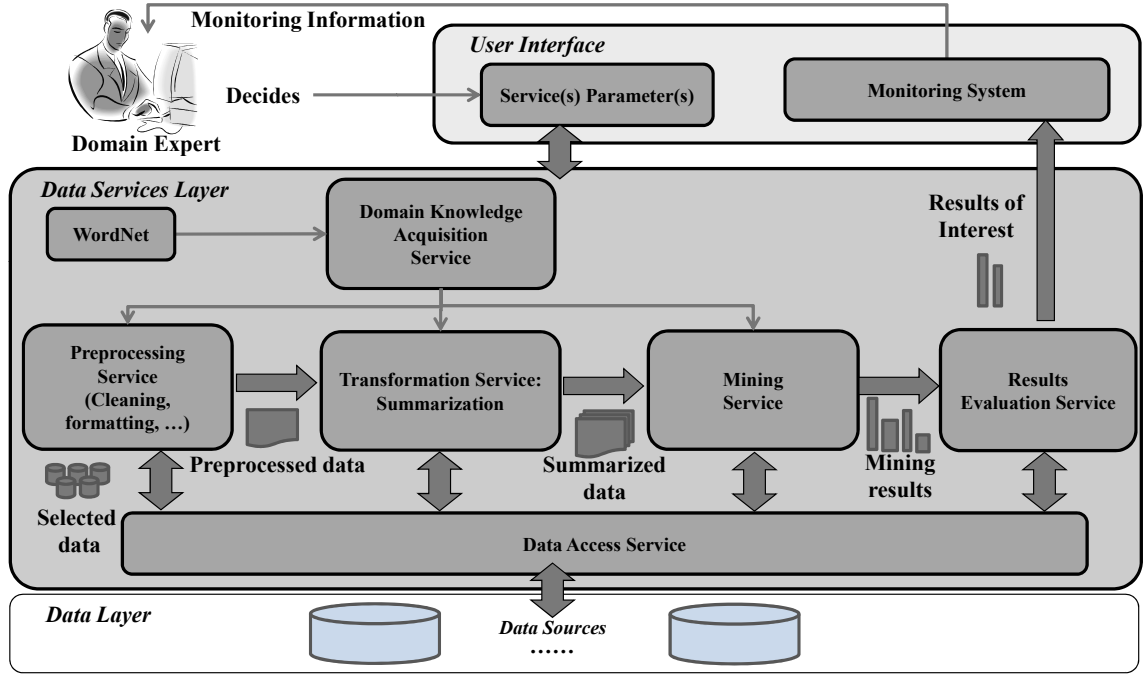 Monitoring Information
User Interface
Decides
Service(s) Parameter(s)
Monitoring System
Domain Expert
Data Services Layer
WordNet
Domain Knowledge
Acquisition
Service
Results of
Interest
Preprocessing
Service
(Cleaning,
formatting, …)
Transformation Service:
Summarization
Mining
Service
Results
Evaluation Service
Preprocessed data
Summarized
data
Mining
results
Selected
data
Data Access Service
Data Layer
Data Sources
……